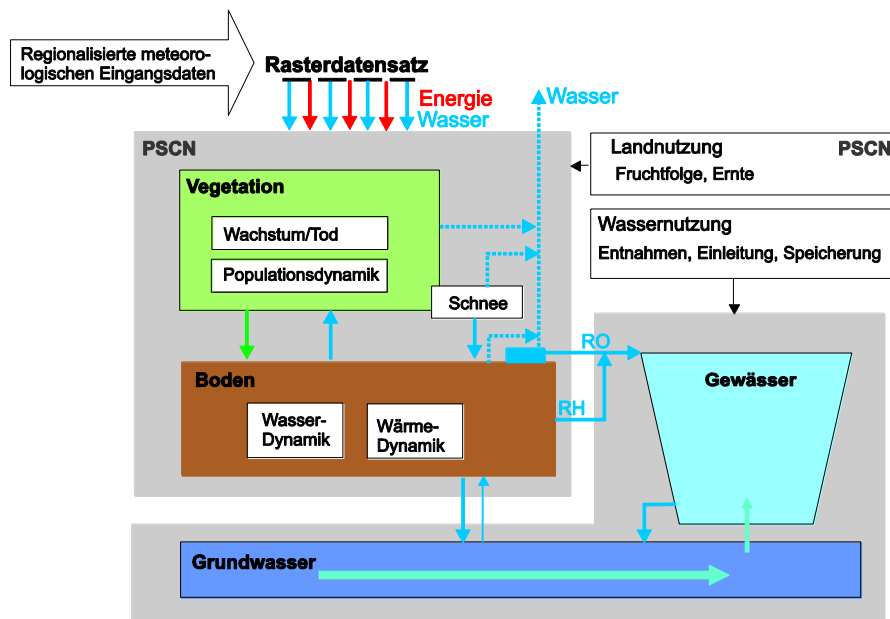 Regionalisierte meteoro-
logischen Eingangsdaten
Rasterdatensatz
Energie
Wasser
Wasser
PSCN
Landnutzung
PSCN
Fruchtfolge, Ernte
Vegetation
Wachstum/Tod
Populationsdynamik
Wassernutzung
Entnahmen, Einleitung, Speicherung
Schnee
RO
Boden
Gewässer
RH
Wasser-
Dynamik
Wärme-
Dynamik
Grundwasser